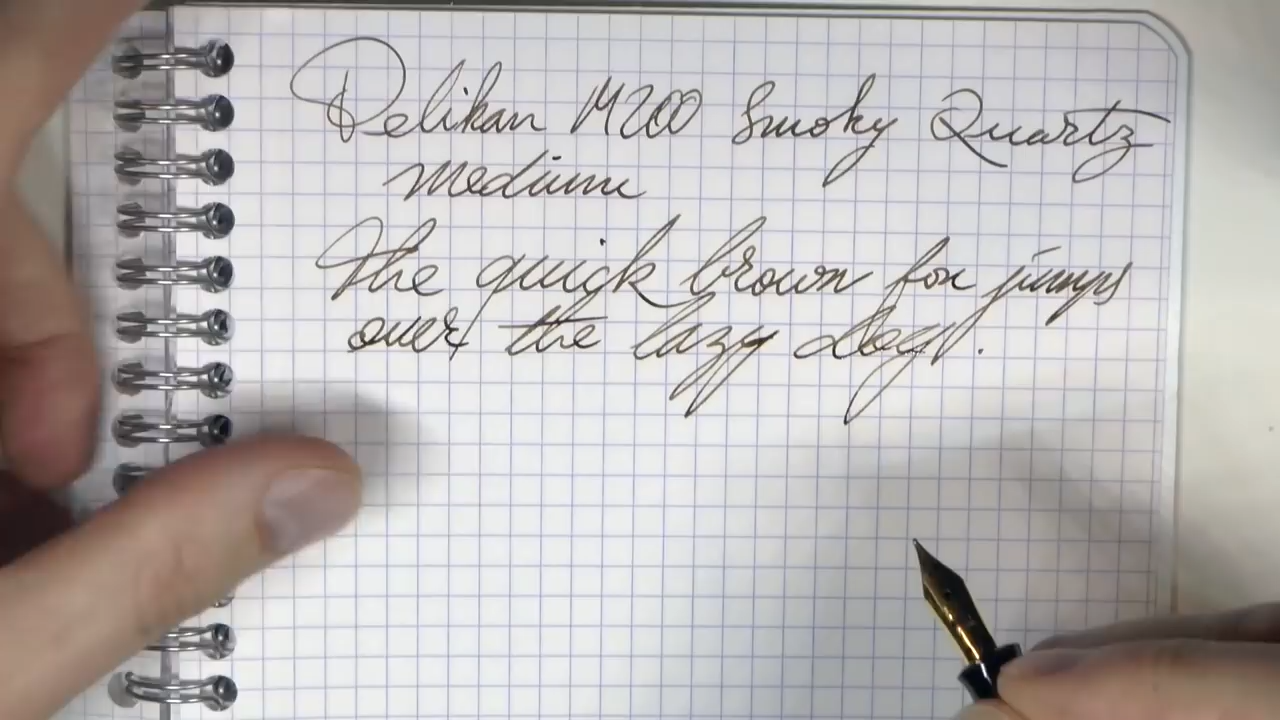 Pelikan M200 Smoky Quartz
medium
The quick brown fox jumps
over the lazy dog.